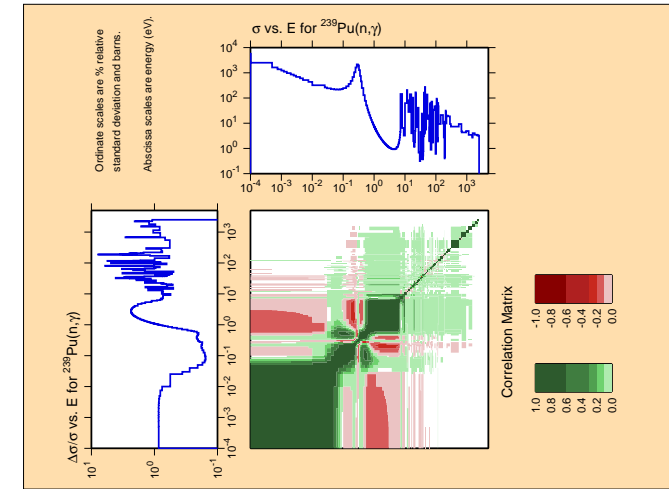 σ vs. E for ²³⁹Pu(n,γ)
Ordinate scales are % relative
standard deviation and barns.
Abscissa scales are energy (eV).
10⁴
10³
10²
10¹
10⁰
10⁻¹
10⁻⁴ 10⁻³ 10⁻² 10⁻¹ 10⁰ 10¹ 10² 10³
Δσ/σ vs. E for ²³⁹Pu(n,γ)
10³
10²
10¹
10⁰
10⁻¹
10⁻²
10⁻³
10⁻⁴
10¹ 10⁰ 10⁻¹
Correlation Matrix
-1.0 -0.8 -0.6 -0.4 -0.2 0.0
1.0 0.8 0.6 0.4 0.2 0.0